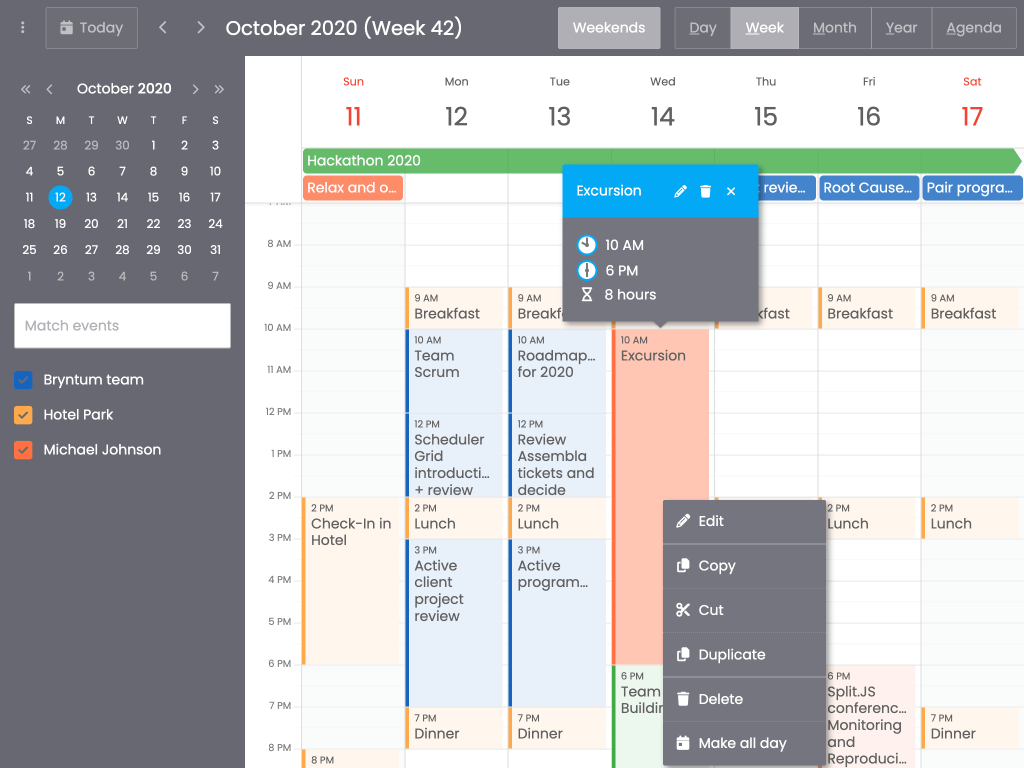 Today
October 2020 (Week 42)
Weekends
Day
Week
Month
Year
Agenda
October 2020
S M T W T F S
27 28 29 30 1 2 3
4 5 6 7 8 9 10
11 12 13 14 15 16 17
18 19 20 21 22 23 24
25 26 27 28 29 30 31
1 2 3 4 5 6 7
Match events
Bryntum team
Hotel Park
Michael Johnson
Sun Mon Tue Wed Thu Fri Sat
11 12 13 14 15 16 17
Hackathon 2020
Relax and o...
revie...
Root Cause...
Pair progra...
Excursion
10 AM
6 PM
8 hours
8 AM
9 AM
10 AM
11 AM
12 PM
1 PM
2 PM
3 PM
4 PM
5 PM
6 PM
7 PM
8 PM
2 PM
Check-In in
Hotel
8 PM
9 AM
Breakfast
10 AM
Team
Scrum
12 PM
Scheduler
Grid
introducti...
+ review
2 PM
Lunch
3 PM
Active
client
project
review
7 PM
Dinner
9 AM
Breakf
10 AM
Roadmap...
for 2020
12 PM
Review
Assembla
tickets and
decide
2 PM
Lunch
3 PM
Active
program...
7 PM
Dinner
10 AM
Excursion
6 PM
Team
Buildin
kfast
9 AM
Breakfast
2 PM
Lunch
6 PM
Split.JS
conferenc...
Monitoring
and
Reproduci...
9 AM
Breakfast
2 PM
Lunch
7 PM
Dinner
Edit
Copy
Cut
Duplicate
Delete
Make all day